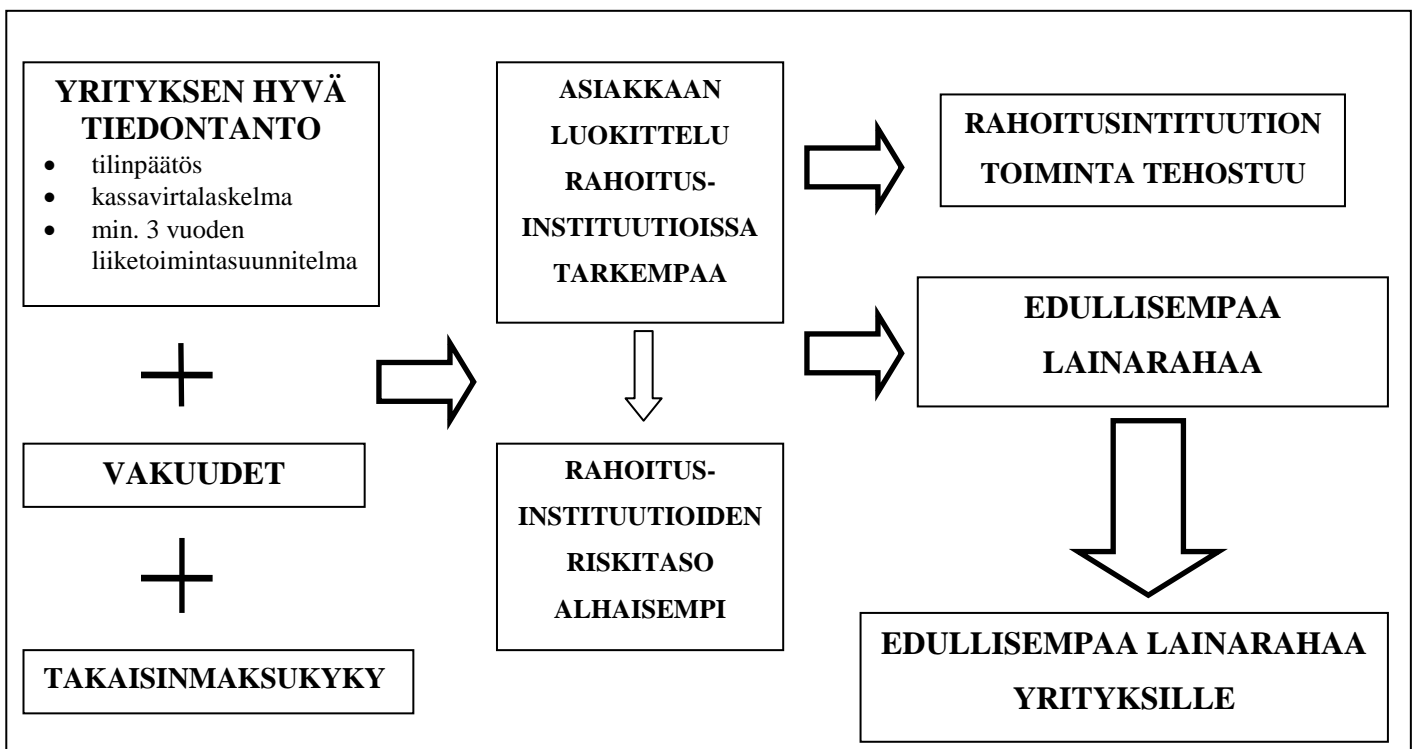 YRITYKSEN HYVÄ
TIEDONTANTO
• tilinpäätös
• kassavirtalaskelma
• min. 3 vuoden
liiketoimintasuunnitelma
VAKUUDET
TAKAISINMAKSUKYKY
ASIAKKAAN
LUOKITTELU
RAHOITUS-
INSTITUUTIOISSA
TARKEMPAA
RAHOITUS-
INSTITUUTIOIDEN
RISKITASO
ALHAISEMPI
RAHOITUSINTITUUTION
TOIMINTA TEHOSTUU
EDULLISEMPAA
LAINARAHAA
EDULLISEMPAA LAINARAHAA
YRITYKSILLE